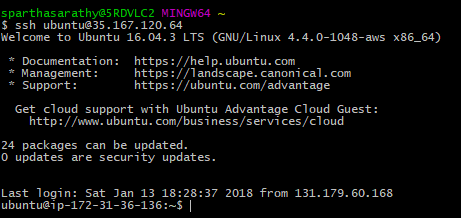 sparthasarathy@5RDVLC2 MINGW64 ~
$ ssh ubuntu@35.167.120.64
Welcome to Ubuntu 16.04.3 LTS (GNU/Linux 4.4.0-1048-aws x86_64)
* Documentation: https://help.ubuntu.com
* Management: https://landscape.canonical.com
* Support: https://ubuntu.com/advantage
Get cloud support with Ubuntu Advantage Cloud Guest:
http://www.ubuntu.com/business/services/cloud
24 packages can be updated.
0 updates are security updates.
Last login: Sat Jan 13 18:28:37 2018 from 131.179.60.168
ubuntu@ip-172-31-36-136:~$